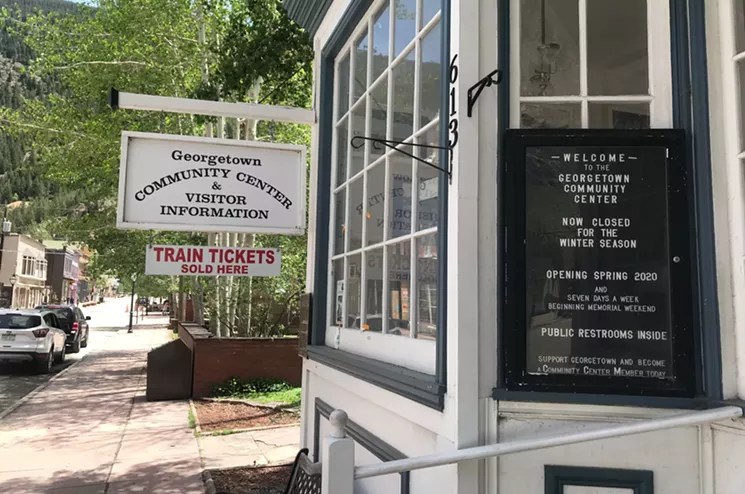 Georgetown
COMMUNITY CENTER
&
VISITOR
INFORMATION
TRAIN TICKETS
SOLD HERE
613
WELCOME
TO THE
GEORGETOWN
COMMUNITY
CENTER
NOW CLOSED
FOR THE
WINTER SEASON
OPENING SPRING 2020
AND
SEVEN DAYS A WEEK
BEGINNING MEMORIAL WEEKEND
PUBLIC RESTROOMS INSIDE
SUPPORT GEORGETOWN AND BECOME
A COMMUNITY CENTER MEMBER TODAY